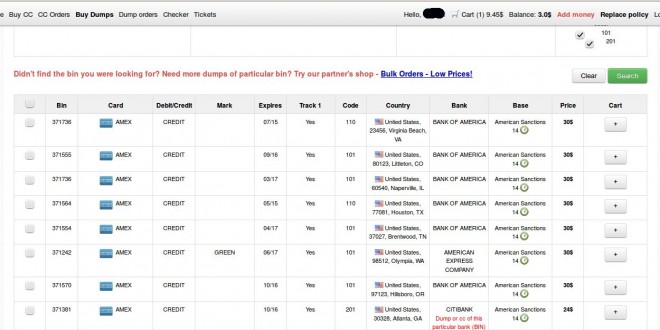 e Buy CC CC Orders Buy Dumps Dump orders Checker Tickets Hello, Cart (1) 9.45$ Balance: 3.0$ Add money Replace policy Lo
101
201
Didn't find the bin you were looking for? Need more dumps of particular bin? Try our partner's shop - Bulk Orders - Low Prices! Clear Search
Bin Card Debit/Credit Mark Expires Track 1 Code Country Bank Base Price Cart
371736 AMEX CREDIT 07/15 Yes 110 United States, BANK OF AMERICA American Sanctions 30$ +
23456, Virginia Beach, 14
VA
371555 AMEX CREDIT 09/16 Yes 101 United States, BANK OF AMERICA American Sanctions 30$ +
80123, Littleton, CO 14
371736 AMEX CREDIT 03/17 Yes 101 United States, BANK OF AMERICA American Sanctions 30$ +
60540, Naperville, IL 14
371564 AMEX CREDIT 05/15 Yes 110 United States, BANK OF AMERICA American Sanctions 30$ +
77081, Houston, TX 14
371554 AMEX CREDIT 04/17 Yes 101 United States, BANK OF AMERICA American Sanctions 30$ +
37027, Brentwood, TN 14
371242 AMEX CREDIT GREEN 06/17 Yes 101 United States, AMERICAN American Sanctions 30$ +
98512, Olympia, WA EXPRESS 14
COMPANY
371570 AMEX CREDIT 10/16 Yes 101 United States, BANK OF AMERICA American Sanctions 30$ +
97123, Hillsboro, OR 14
371381 AMEX CREDIT 10/16 Yes 201 United States, CITIBANK American Sanctions 24$ +
30328, Atlanta, GA Dump or cc of this 14
particular bank (BIN)